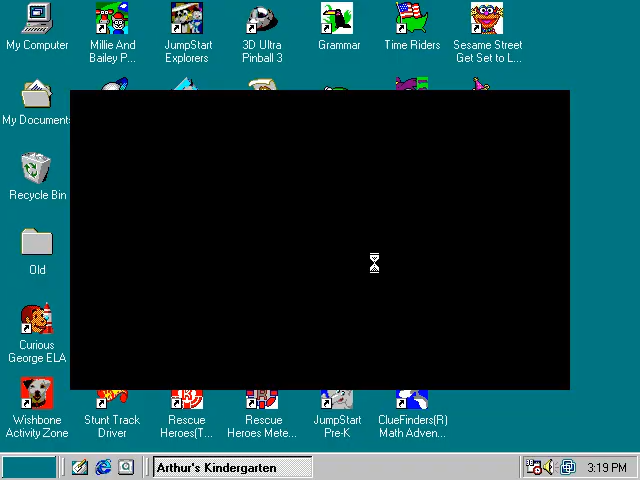 My Computer
Millie And
Bailey P...
JumpStart
Explorers
3D Ultra
Pinball 3
Grammar
Time Riders
Sesame Street
Get Set to L...
My Documents
Recycle Bin
Old
Curious
George ELA
Wishbone
Activity Zone
Stunt Track
Driver
Rescue
Heroes(T...
Rescue
Heroes Mete...
JumpStart
Pre-K
ClueFinders(R)
Math Adven...
Arthur's Kindergarten
3:19 PM